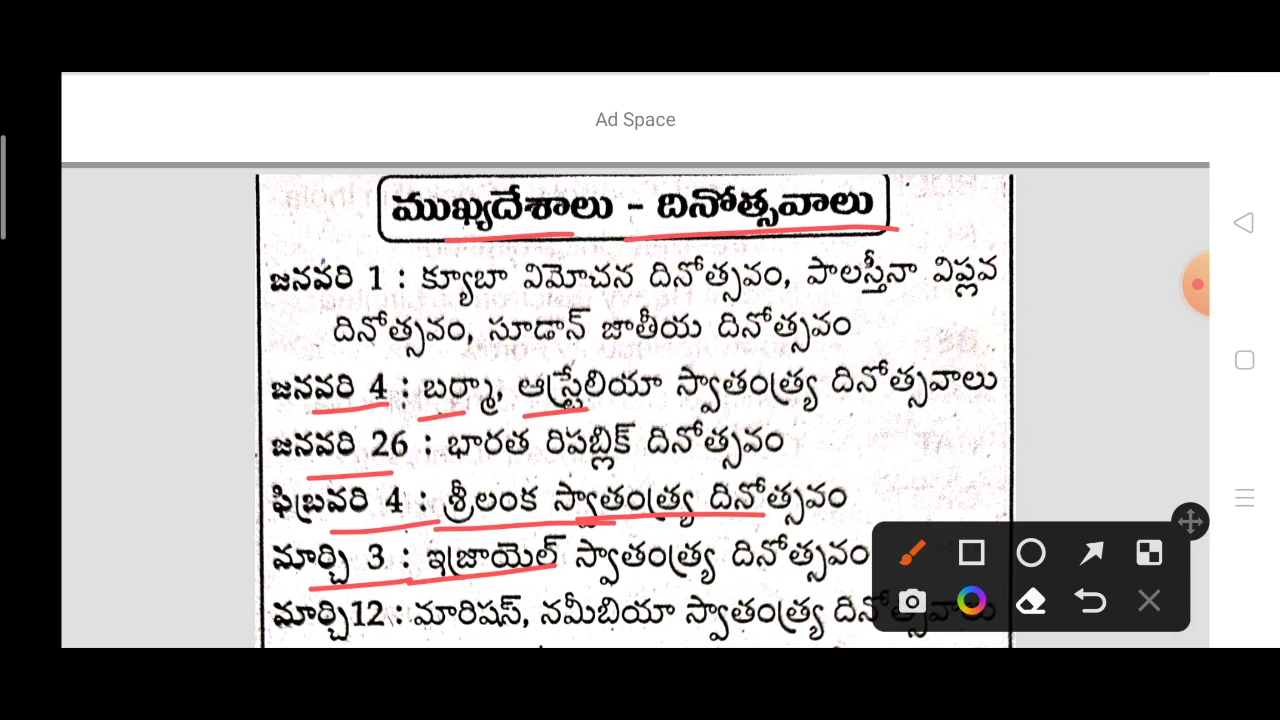 Ad Space
ముఖ్యదేశాలు - దినోత్సవాలు
జనవరి 1 : క్యూబా విమోచన దినోత్సవం, పాలస్తీనా విప్లవ
దినోత్సవం, సూడాన్ జాతీయ దినోత్సవం
జనవరి 4 : బర్మా, ఆస్ట్రేలియా స్వాతంత్ర్య దినోత్సవాలు
జనవరి 26 : భారత రిపబ్లిక్ దినోత్సవం
ఫిబ్రవరి 4 : శ్రీలంక స్వాతంత్ర్య దినోత్సవం
మార్చి 3 : ఇజ్రాయెల్ స్వాతంత్ర్య దినోత్సవం
మార్చి12 : మారిషస్, నమీబియా స్వాతంత్ర్య దినోత్సవాలు